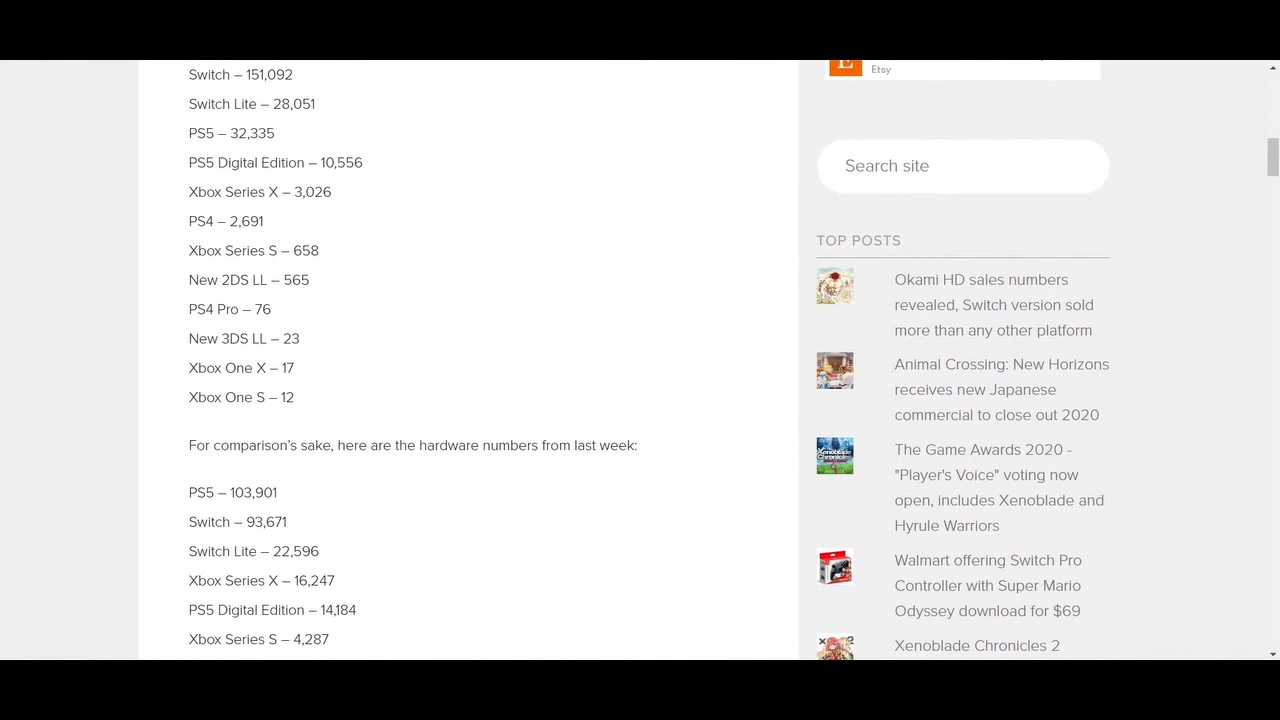 Switch – 151,092
Switch Lite – 28,051
PS5 – 32,335
PS5 Digital Edition – 10,556
Xbox Series X – 3,026
PS4 – 2,691
Xbox Series S – 658
New 2DS LL – 565
PS4 Pro – 76
New 3DS LL – 23
Xbox One X – 17
Xbox One S – 12
For comparison’s sake, here are the hardware numbers from last week:
PS5 – 103,901
Switch – 93,671
Switch Lite – 22,596
Xbox Series X – 16,247
PS5 Digital Edition – 14,184
Xbox Series S – 4,287
E
Etsy
Search site
TOP POSTS
Okami HD sales numbers
revealed, Switch version sold
more than any other platform
Animal Crossing: New Horizons
receives new Japanese
commercial to close out 2020
The Game Awards 2020 -
"Player's Voice" voting now
open, includes Xenoblade and
Hyrule Warriors
Walmart offering Switch Pro
Controller with Super Mario
Odyssey download for $69
Xenoblade Chronicles 2